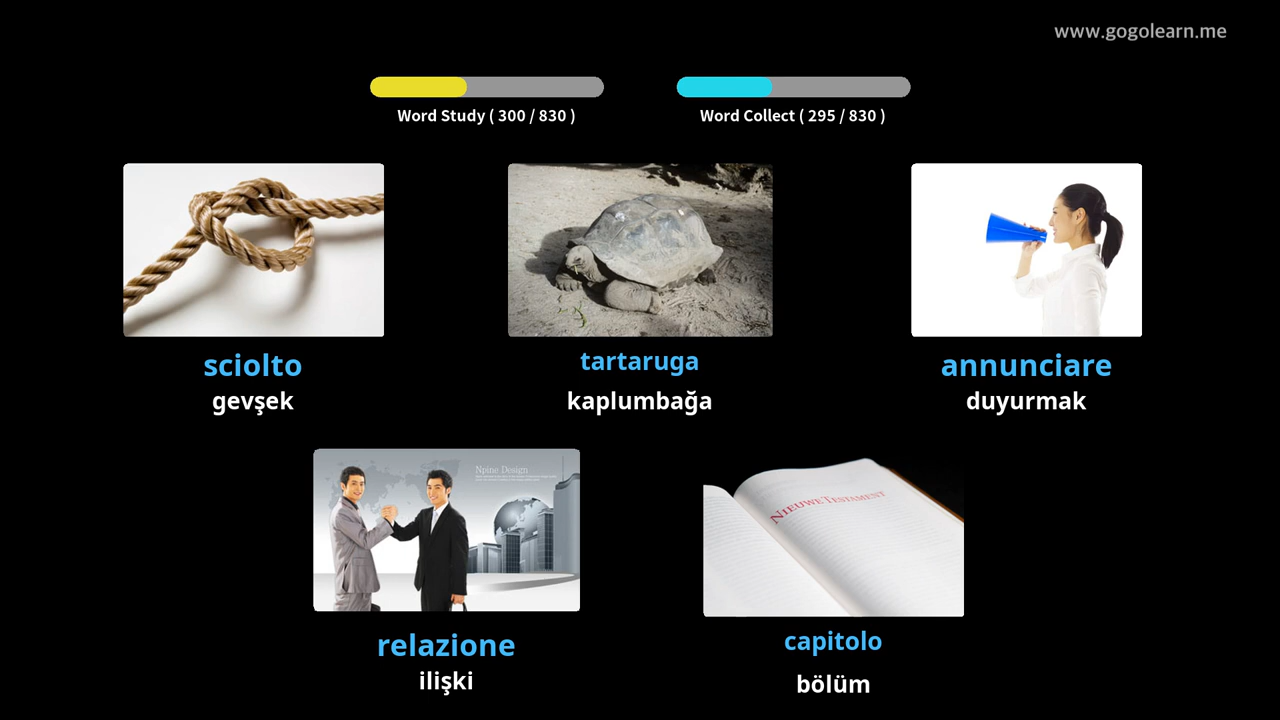 www.gogolearn.me
Word Study ( 300 / 830 )
Word Collect ( 295 / 830 )
sciolto
gevşek
tartaruga
kaplumbağa
annunciare
duyurmak
Npine Design
NIEUWE TESTAMENT
relazione
ilişki
capitolo
bölüm